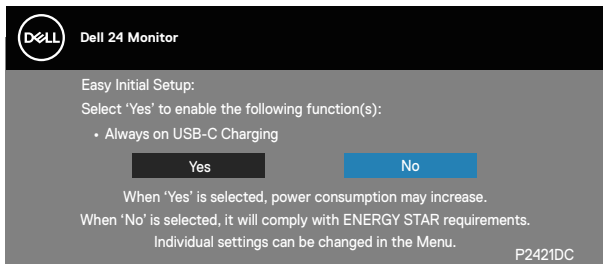 DELL
Dell 24 Monitor
Easy Initial Setup:
Select ‘Yes’ to enable the following function(s):
• Always on USB-C Charging
Yes No
When ‘Yes’ is selected, power consumption may increase.
When ‘No’ is selected, it will comply with ENERGY STAR requirements.
Individual settings can be changed in the Menu.
P2421DC